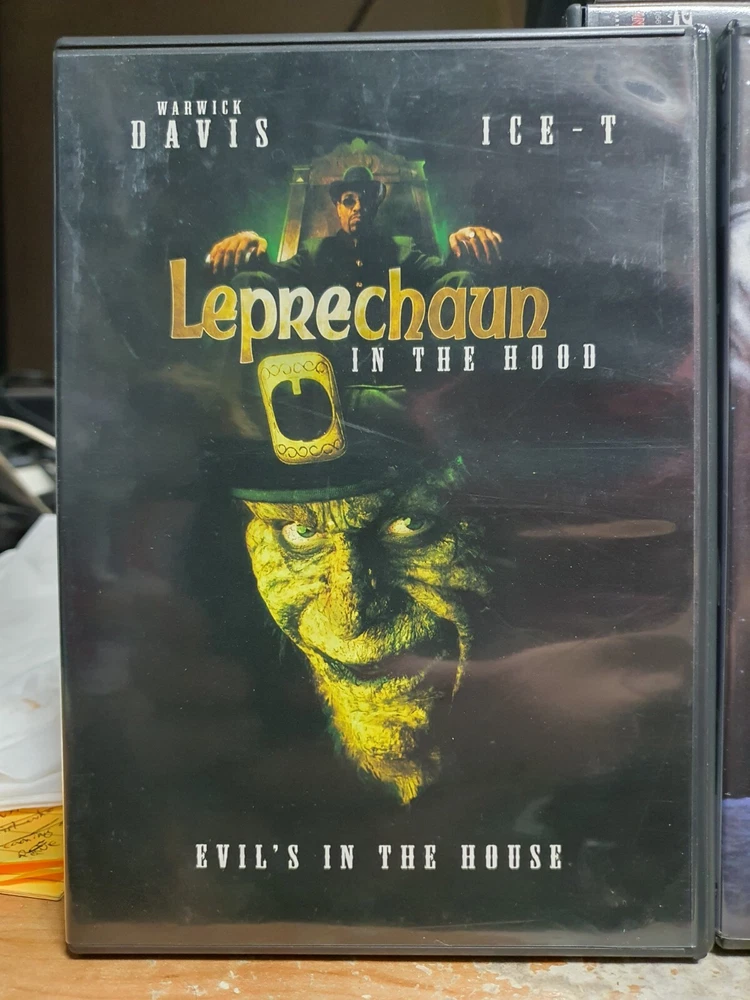 WARWICK
DAVIS
ICE-T
Leprechaun
IN THE HOOD
EVIL'S IN THE HOUSE